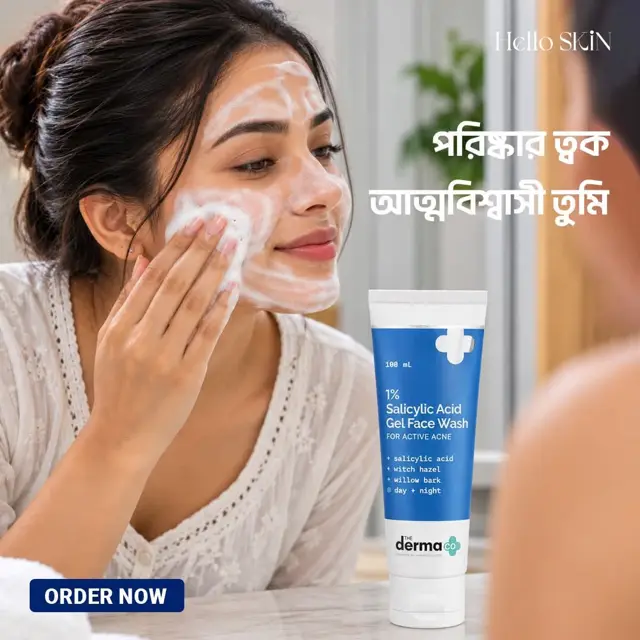 Hello SKiN
পরিষ্কার ত্বক
আত্মবিশ্বাসী তুমি
100 mL
1%
Salicylic Acid
Gel Face Wash
FOR ACTIVE ACNE
+ salicylic acid
+ witch hazel
+ willow bark
day + night
THE
derma co
ORDER NOW